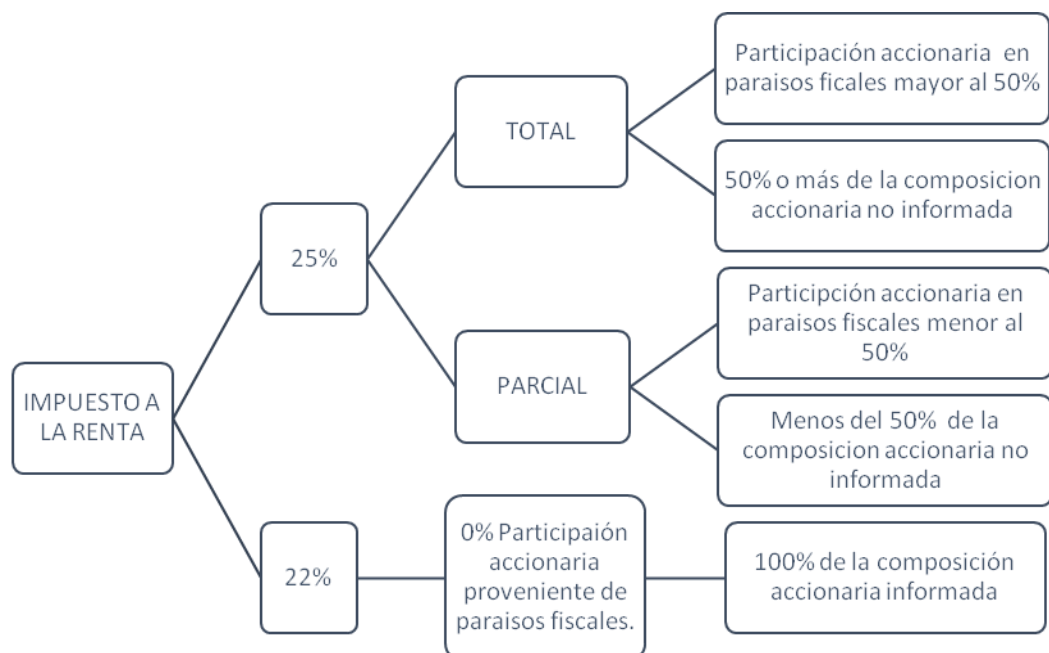 IMPUESTO A
LA RENTA
25%
TOTAL
Participación accionaria en
paraisos ficales mayor al 50%
50% o más de la composicion
accionaria no informada
PARCIAL
Participción accionaria en
paraisos fiscales menor al
50%
Menos del 50% de la
composicion accionaria no
informada
22%
0% Participaión
accionaria
proveniente de
paraisos fiscales.
100% de la composición
accionaria informada